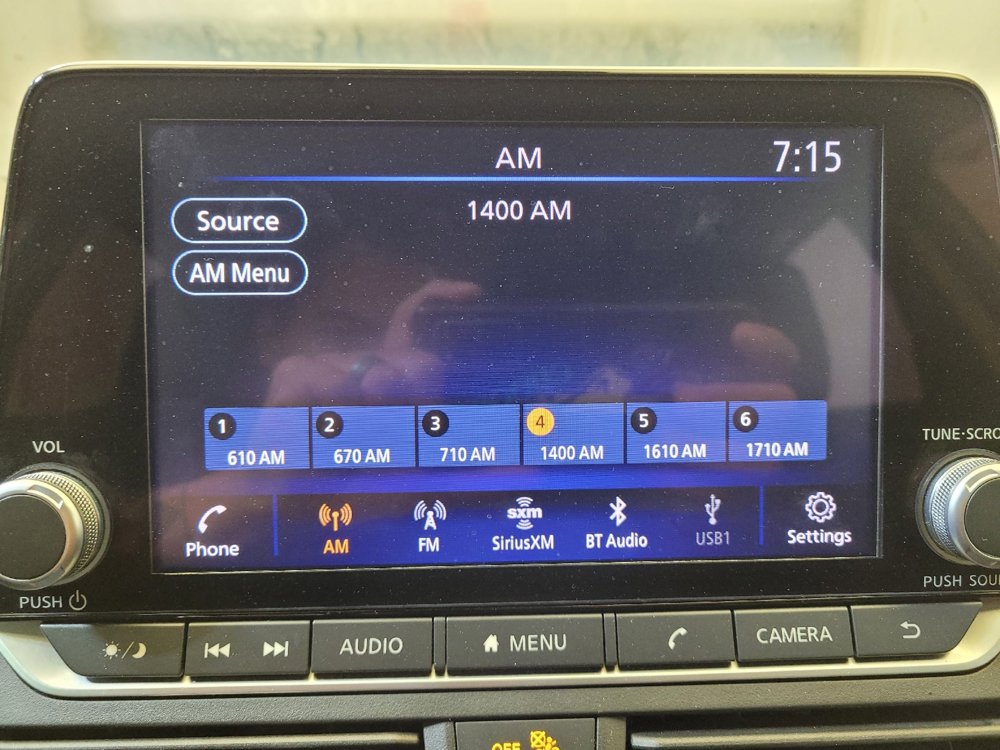 AM
7:15
Source
1400 AM
AM Menu
1 2 3 4 5 6
610 AM 670 AM 710 AM 1400 AM 1610 AM 1710 AM
sxm
Phone AM FM SiriusXM BT Audio USB1 Settings
VOL
PUSH
TUNE·SCRO
PUSH SOU
AUDIO MENU CAMERA
OFF